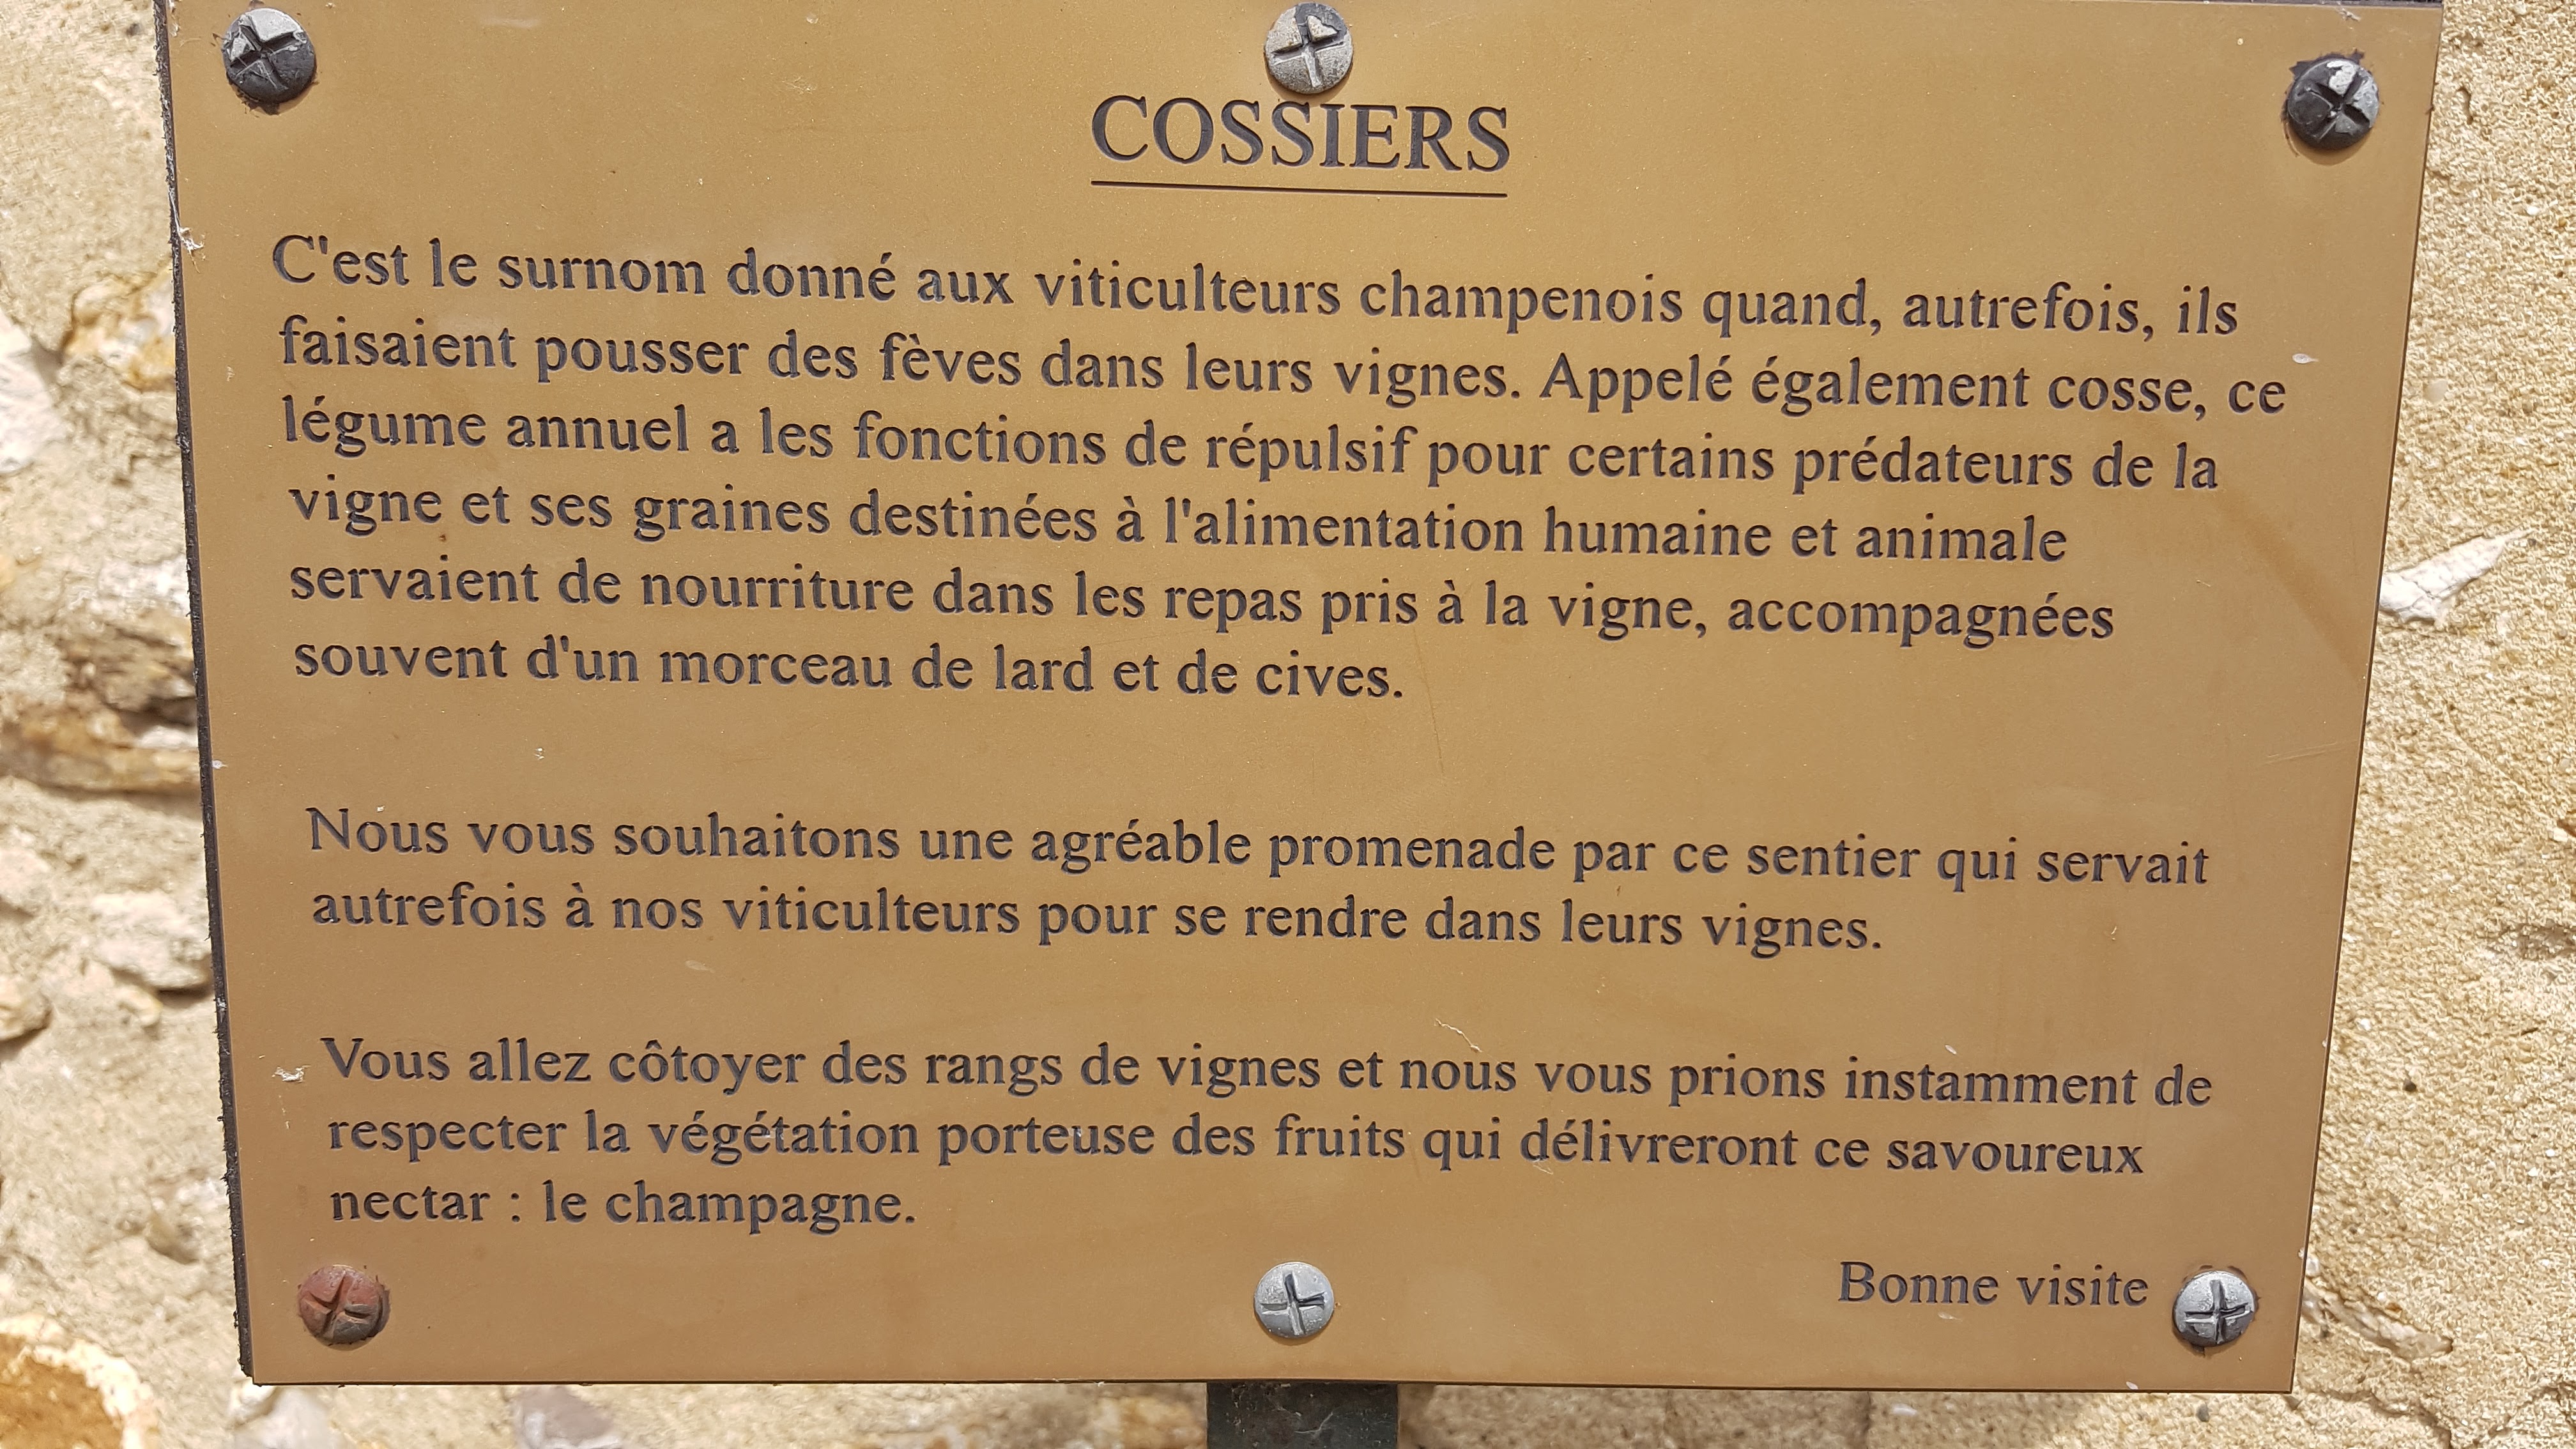 COSSIERS
C'est le surnom donné aux viticulteurs champenois quand, autrefois, ils
faisaient pousser des fèves dans leurs vignes. Appelé également cosse, ce
légume annuel a les fonctions de répulsif pour certains prédateurs de la
vigne et ses graines destinées à l'alimentation humaine et animale
servaient de nourriture dans les repas pris à la vigne, accompagnées
souvent d'un morceau de lard et de cives.
Nous vous souhaitons une agréable promenade par ce sentier qui servait
autrefois à nos viticulteurs pour se rendre dans leurs vignes.
Vous allez côtoyer des rangs de vignes et nous vous prions instamment de
respecter la végétation porteuse des fruits qui délivreront ce savoureux
nectar : le champagne.
Bonne visite